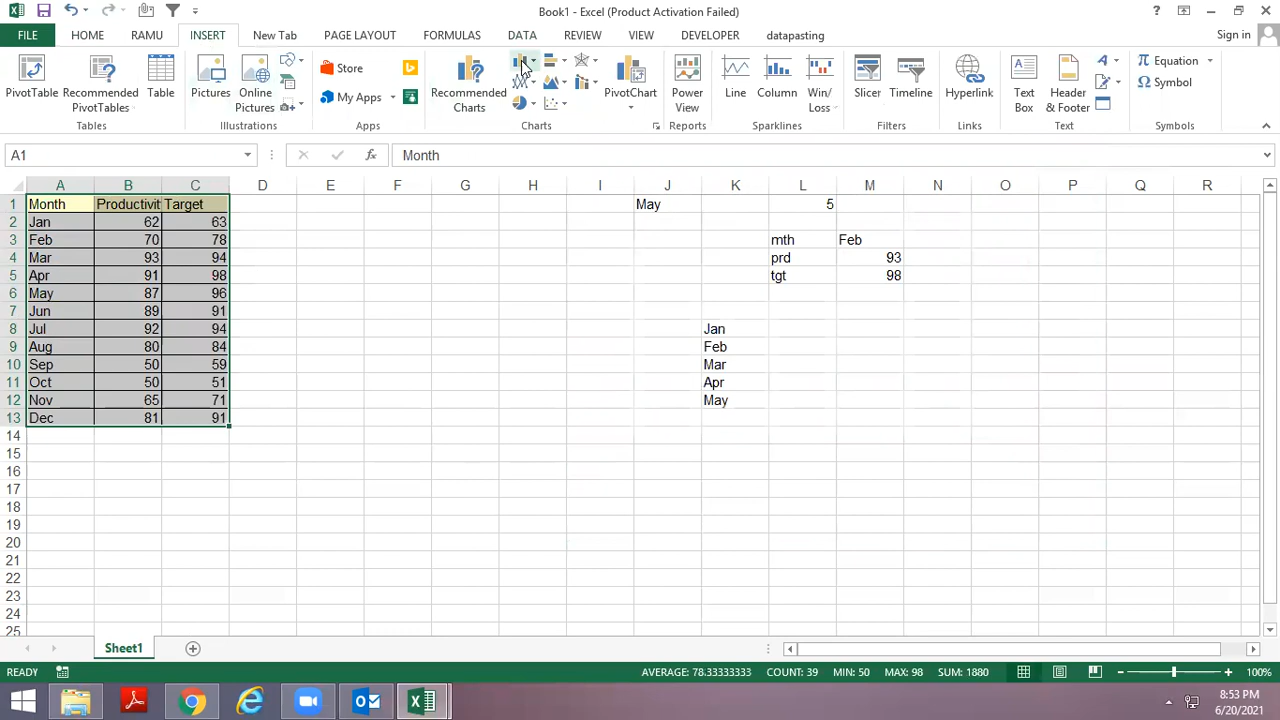 Book1 - Excel (Product Activation Failed)
FILE HOME RAMU INSERT New Tab PAGE LAYOUT FORMULAS DATA REVIEW VIEW DEVELOPER datapasting Sign in
PivotTable Recommended PivotTables Table Pictures Online Pictures Store My Apps Recommended Charts PivotChart Power View Line Column Win/ Loss Slicer Timeline Hyperlink Text Box Header & Footer Equation Symbol
Tables Illustrations Apps Charts Reports Sparklines Filters Links Text Symbols
A1 fx Month
A B C D E F G H I J K L M N O P Q R
1 Month Productivit Target May 5
2 Jan 62 63
3 Feb 70 78 mth Feb
4 Mar 93 94 prd 93
5 Apr 91 98 tgt 98
6 May 87 96
7 Jun 89 91
8 Jul 92 94 Jan
9 Aug 80 84 Feb
10 Sep 50 59 Mar
11 Oct 50 51 Apr
12 Nov 65 71 May
13 Dec 81 91
14
15
16
17
18
19
20
21
22
23
24
25
Sheet1
READY AVERAGE: 78.33333333 COUNT: 39 MIN: 50 MAX: 98 SUM: 1880 100%
8:53 PM
6/20/2021